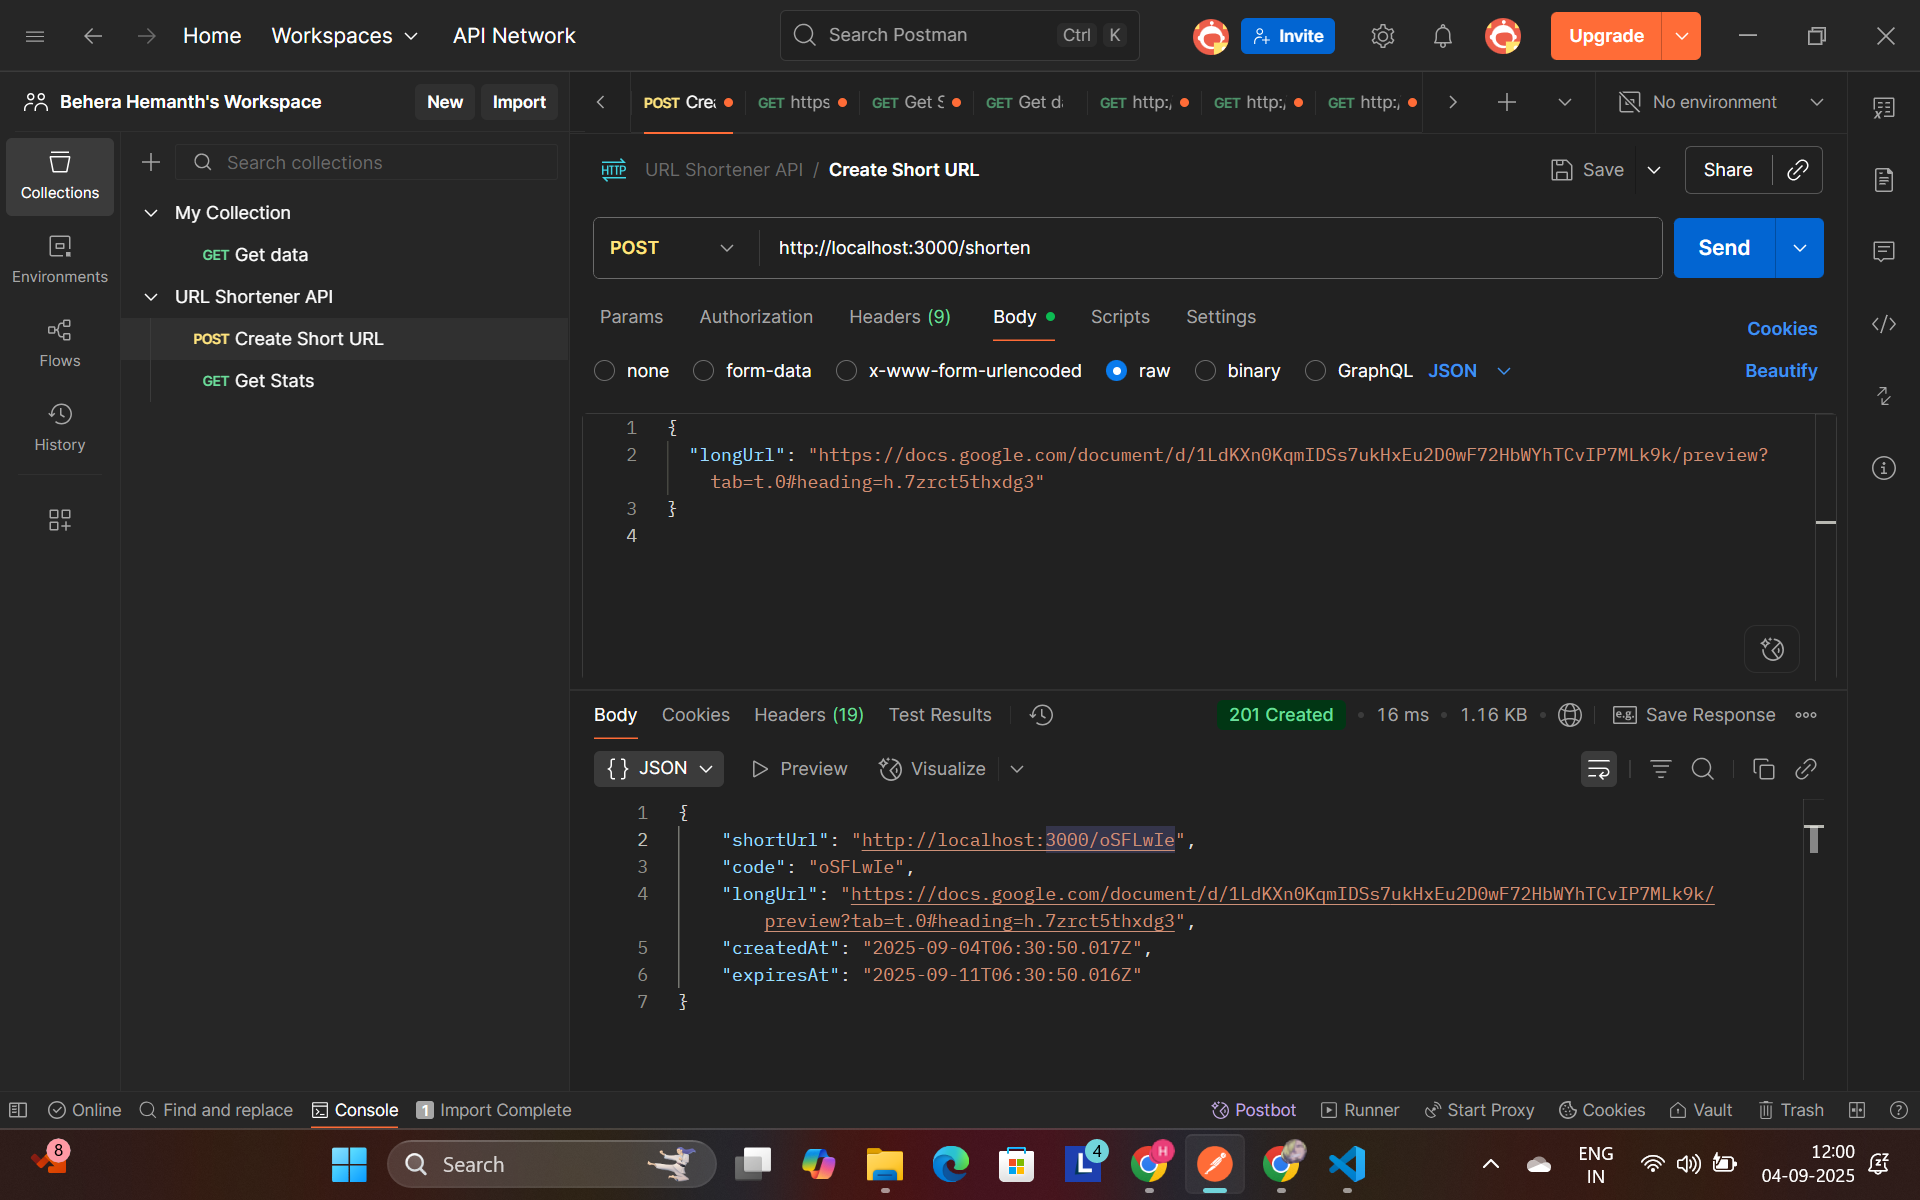 Home Workspaces API Network Search Postman Ctrl K Invite Upgrade
Behera Hemanth's Workspace New Import
POST Crea GET https GET Get S GET Get da GET http:/ GET http:/ GET http:/ No environment
Collections
Search collections
My Collection
GET Get data
URL Shortener API
POST Create Short URL
GET Get Stats
Environments
Flows
History
HTTP URL Shortener API / Create Short URL Save Share
POST http://localhost:3000/shorten Send
Params Authorization Headers (9) Body Scripts Settings Cookies
none form-data x-www-form-urlencoded raw binary GraphQL JSON Beautify
1 {
2 "longUrl": "https://docs.google.com/document/d/1LdKXn0KqmIDSs7ukHxEu2D0wF72HbWYhTCvIP7MLk9k/preview?
tab=t.0#heading=h.7zrct5thxdg3"
3 }
4
Body Cookies Headers (19) Test Results 201 Created • 16 ms • 1.16 KB • e.g. Save Response
{} JSON Preview Visualize
1 {
2 "shortUrl": "http://localhost:3000/oSFLwIe",
3 "code": "oSFLwIe",
4 "longUrl": "https://docs.google.com/document/d/1LdKXn0KqmIDSs7ukHxEu2D0wF72HbWYhTCvIP7MLk9k/
preview?tab=t.0#heading=h.7zrct5thxdg3",
5 "createdAt": "2025-09-04T06:30:50.017Z",
6 "expiresAt": "2025-09-11T06:30:50.016Z"
7 }
Online Find and replace Console 1 Import Complete Postbot Runner Start Proxy Cookies Vault Trash
8 Search L 4 H ENG 12:00
IN 04-09-2025